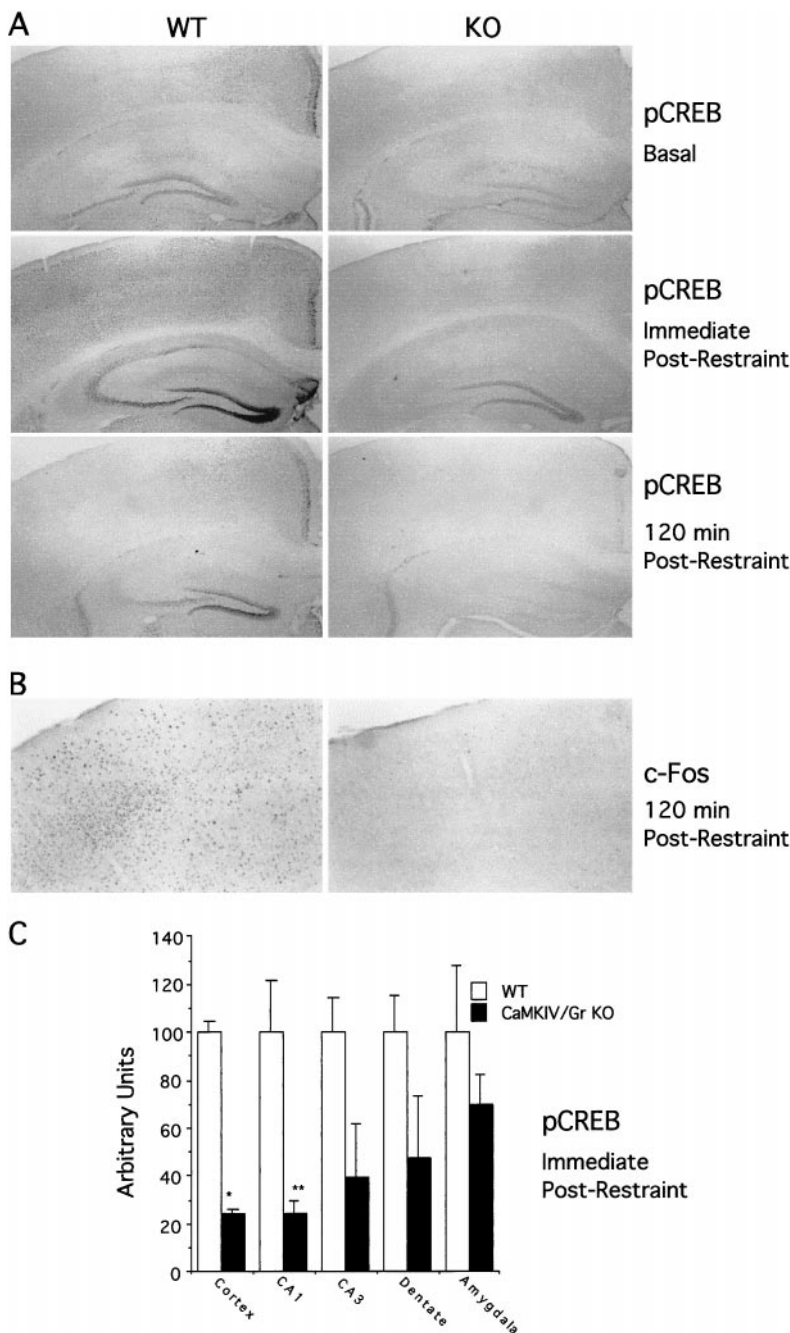 A
WT
KO
pCREB
Basal
pCREB
Immediate
Post-Restraint
pCREB
120 min
Post-Restraint
B
c-Fos
120 min
Post-Restraint
C
140
120
100
80
60
40
20
0
Arbitrary Units
WT
CaMKIV/Gr KO
*
**
pCREB
Immediate
Post-Restraint
Cortex
CA1
CA3
Dentate
Amygdala